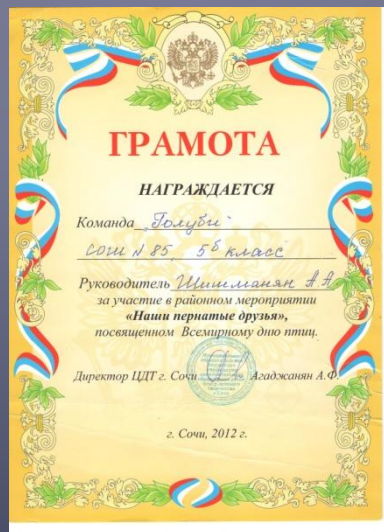 ГРАМОТА
НАГРАЖДАЕТСЯ
Команда „Голуби"
СОШ № 85, 5б класс
Руководитель Шишманян А.А.
за участие в районном мероприятии
«Наши пернатые друзья»,
посвященном Всемирному дню птиц.
Директор ЦДТ г. Сочи Агаджанян А.Ф.
г. Сочи, 2012 г.